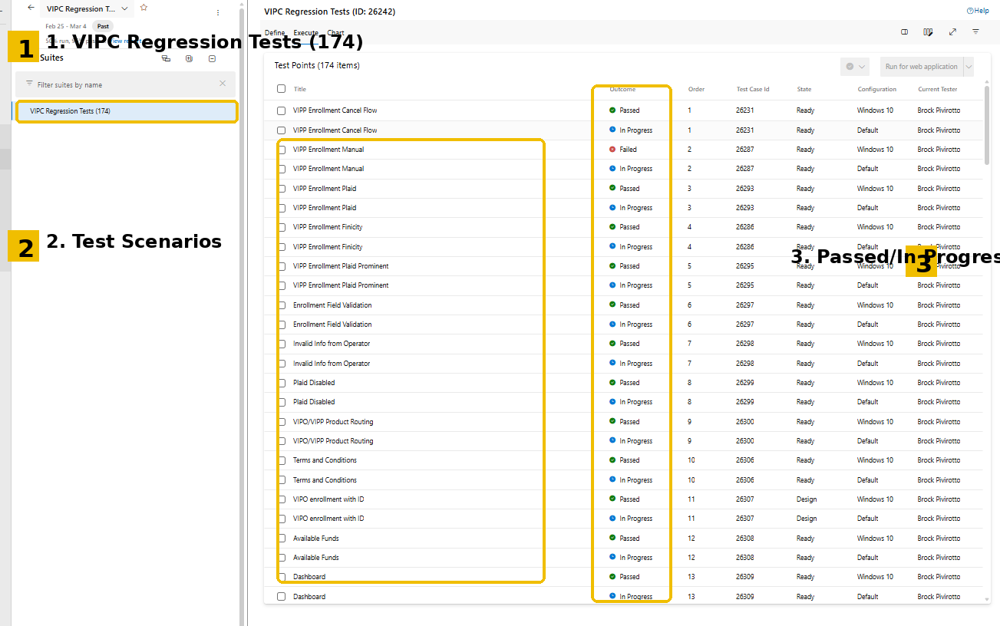 VIPC Regression T...
Feb 25 - Mar 4 Past
1 1. VIPC Regression Tests (174)
Suites
Filter suites by name
VIPC Regression Tests (174)
2 2. Test Scenarios
VIPC Regression Tests (ID: 26242)
Help
Define Execute Chart
Test Points (174 items)
Run for web application
Title Outcome Order Test Case Id State Configuration Current Tester
VIPP Enrollment Cancel Flow Passed 1 26231 Ready Windows 10 Brock Pivirotto
VIPP Enrollment Cancel Flow In Progress 1 26231 Ready Default Brock Pivirotto
VIPP Enrollment Manual Failed 2 26287 Ready Windows 10 Brock Pivirotto
VIPP Enrollment Manual In Progress 2 26287 Ready Default Brock Pivirotto
VIPP Enrollment Plaid Passed 3 26293 Ready Windows 10 Brock Pivirotto
VIPP Enrollment Plaid In Progress 3 26293 Ready Default Brock Pivirotto
VIPP Enrollment Finicity Passed 4 26286 Ready Windows 10 Brock Pivirotto
VIPP Enrollment Finicity In Progress 4 26286 Ready Default Brock Pivirotto
3. Passed/In Progres
3
VIPP Enrollment Plaid Prominent Passed 5 26295 Ready Windows 10 Brock Pivirotto
VIPP Enrollment Plaid Prominent In Progress 5 26295 Ready Default Brock Pivirotto
Enrollment Field Validation Passed 6 26297 Ready Windows 10 Brock Pivirotto
Enrollment Field Validation In Progress 6 26297 Ready Default Brock Pivirotto
Invalid Info from Operator Passed 7 26298 Ready Windows 10 Brock Pivirotto
Invalid Info from Operator In Progress 7 26298 Ready Default Brock Pivirotto
Plaid Disabled Passed 8 26299 Ready Windows 10 Brock Pivirotto
Plaid Disabled In Progress 8 26299 Ready Default Brock Pivirotto
VIPO/VIPP Product Routing Passed 9 26300 Ready Windows 10 Brock Pivirotto
VIPO/VIPP Product Routing In Progress 9 26300 Ready Default Brock Pivirotto
Terms and Conditions Passed 10 26306 Ready Windows 10 Brock Pivirotto
Terms and Conditions In Progress 10 26306 Ready Default Brock Pivirotto
VIPO enrollment with ID Passed 11 26307 Design Windows 10 Brock Pivirotto
VIPO enrollment with ID In Progress 11 26307 Design Default Brock Pivirotto
Available Funds Passed 12 26308 Ready Windows 10 Brock Pivirotto
Available Funds In Progress 12 26308 Ready Default Brock Pivirotto
Dashboard Passed 13 26309 Ready Windows 10 Brock Pivirotto
Dashboard In Progress 13 26309 Ready Default Brock Pivirotto